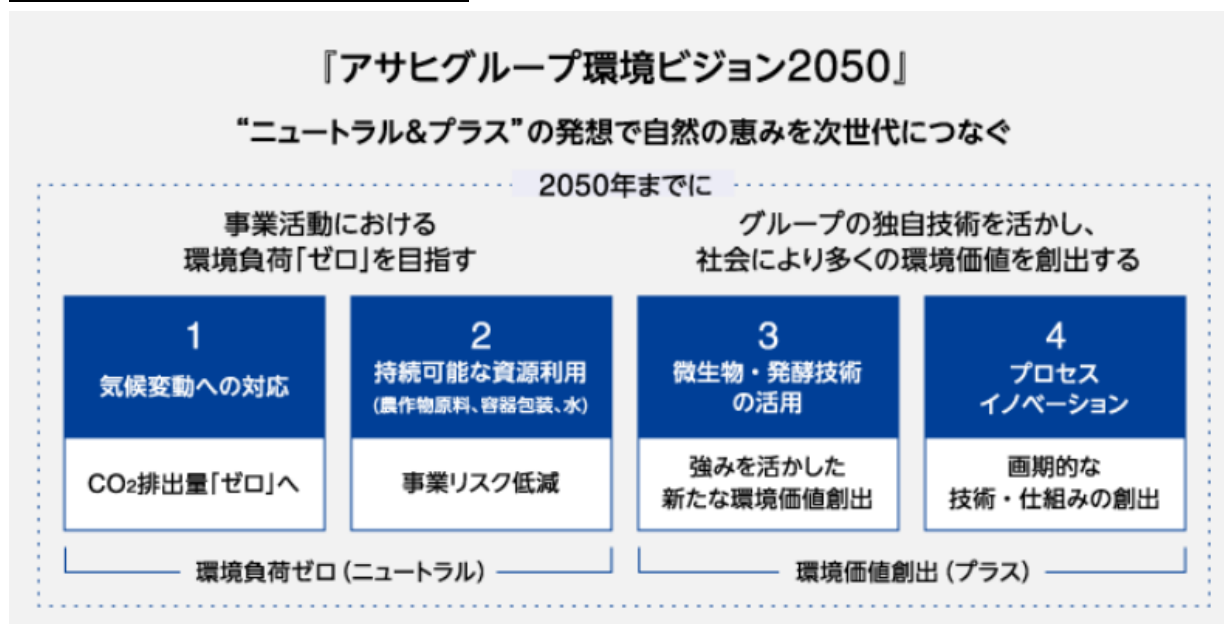 『アサヒグループ環境ビジョン2050』
“ニュートラル&プラス”の発想で自然の恵みを次世代につなぐ
2050年までに
事業活動における
環境負荷「ゼロ」を目指す
グループの独自技術を活かし、
社会により多くの環境価値を創出する
1
気候変動への対応
CO₂排出量「ゼロ」へ
2
持続可能な資源利用
(農作物原料、容器包装、水)
事業リスク低減
3
微生物・発酵技術
の活用
強みを活かした
新たな環境価値創出
4
プロセス
イノベーション
画期的な
技術・仕組みの創出
環境負荷ゼロ(ニュートラル)
環境価値創出(プラス)